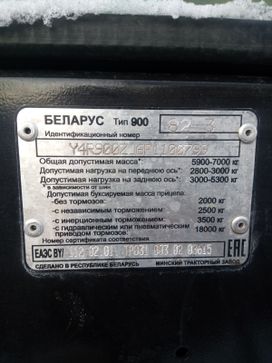 БЕЛАРУС Тип 900
Идентификационный номер
Общая допустимая масса* 5900-7000 кг
Допустимая нагрузка на переднюю ось* 2800-3000 кг
Допустимая нагрузка на заднюю ось* 3000-5300 кг
* в зависимости от шин
Допустимая буксируемая масса прицепа:
- без тормозов 2000 кг
- с независимым торможением 2500 кг
- с инерционным торможением 3500 кг
- с гидравлическим или пневматическим приводом тормозов: 18000 кг
Номер сертификата соответствия
ЕАЭС BY/ ЕАС
СДЕЛАНО В РЕСПУБЛИКЕ БЕЛАРУСЬ МИНСКИЙ ТРАКТОРНЫЙ ЗАВОД